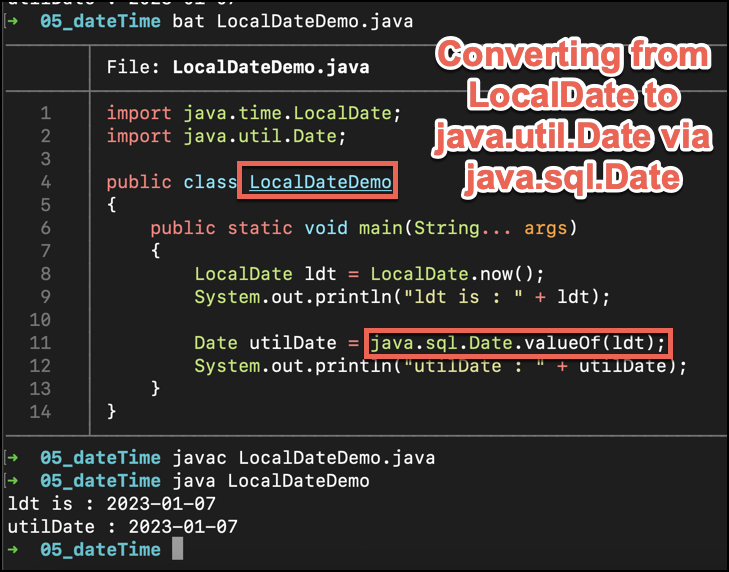 utilDate : 2023-01-07
[➜ 05_dateTime bat LocalDateDemo.java
File: LocalDateDemo.java
Converting from
LocalDate to
java.util.Date via
java.sql.Date
1 import java.time.LocalDate;
2 import java.util.Date;
3
4 public class LocalDateDemo
5 {
6 public static void main(String... args)
7 {
8 LocalDate ldt = LocalDate.now();
9 System.out.println("ldt is : " + ldt);
10
11 Date utilDate = java.sql.Date.valueOf(ldt);
12 System.out.println("utilDate : " + utilDate);
13 }
14 }
[➜ 05_dateTime javac LocalDateDemo.java
[➜ 05_dateTime java LocalDateDemo
ldt is : 2023-01-07
utilDate : 2023-01-07
➜ 05_dateTime